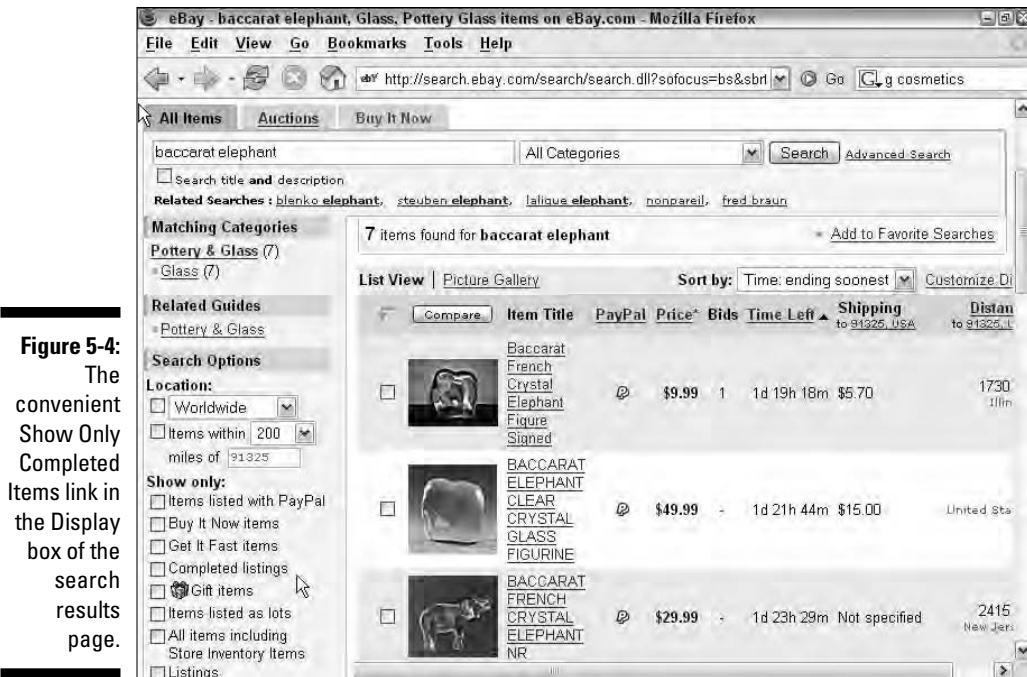 eBay - baccarat elephant, Glass, Pottery Glass items on eBay.com - Mozilla Firefox
File Edit View Go Bookmarks Tools Help
http://search.ebay.com/search/search.dll?sofocus=bs&sbrl Go G g cosmetics
All Items Auctions Buy It Now
baccarat elephant All Categories Search Advanced Search
Search title and description
Related Searches : blenko elephant, steuben elephant, lalique elephant, nonpareil, fred braun
Matching Categories
Pottery & Glass (7)
Glass (7)
Related Guides
Pottery & Glass
Search Options
Location:
Worldwide
Items within 200
miles of 91325
Show only:
Items listed with PayPal
Buy It Now items
Get It Fast items
Completed listings
Gift items
Items listed as lots
All items including
Store Inventory Items
Listings
7 items found for baccarat elephant Add to Favorite Searches
List View | Picture Gallery Sort by: Time: ending soonest Customize Di
Compare Item Title PayPal Price* Bids Time Left Shipping to 91325, USA Distan to 91325, U
Baccarat
French
Crystal
Elephant
Figure
Signed
$9.99 1 1d 19h 18m $5.70 1730
Illin
BACCARAT
ELEPHANT
CLEAR
CRYSTAL
GLASS
FIGURINE
$49.99 - 1d 21h 44m $15.00 United Sta
BACCARAT
FRENCH
CRYSTAL
ELEPHANT
NR
$29.99 - 1d 23h 29m Not specified 2415
New Jer
Figure 5-4:
The
convenient
Show Only
Completed
Items link in
the Display
box of the
search
results
page.